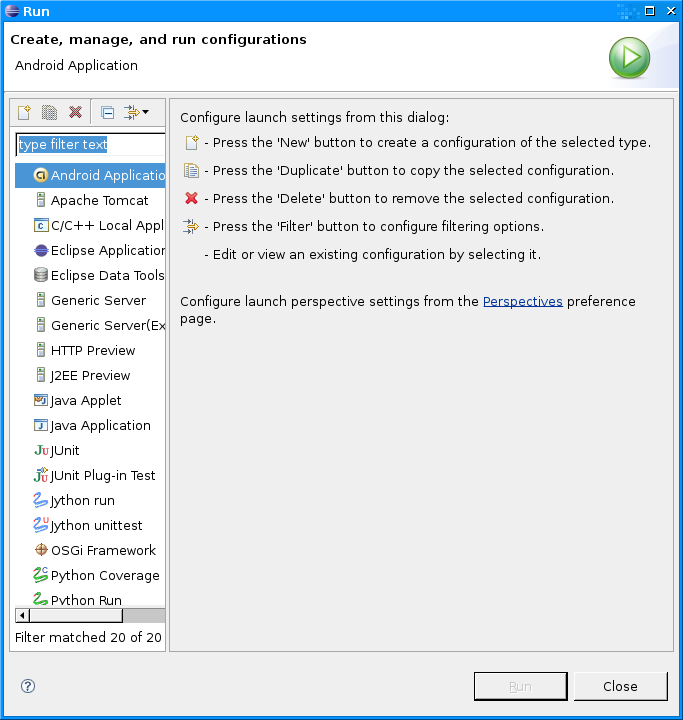 Run
Create, manage, and run configurations
Android Application
type filter text
Android Applicatio
Apache Tomcat
C/C++ Local Appl
Eclipse Application
Eclipse Data Tools
Generic Server
Generic Server(Ex
HTTP Preview
J2EE Preview
Java Applet
Java Application
JUnit
JUnit Plug-in Test
Jython run
Jython unittest
OSGi Framework
Python Coverage
Python Run
Filter matched 20 of 20
Configure launch settings from this dialog:
- Press the 'New' button to create a configuration of the selected type.
- Press the 'Duplicate' button to copy the selected configuration.
- Press the 'Delete' button to remove the selected configuration.
- Press the 'Filter' button to configure filtering options.
- Edit or view an existing configuration by selecting it.
Configure launch perspective settings from the Perspectives preference
page.
Run
Close